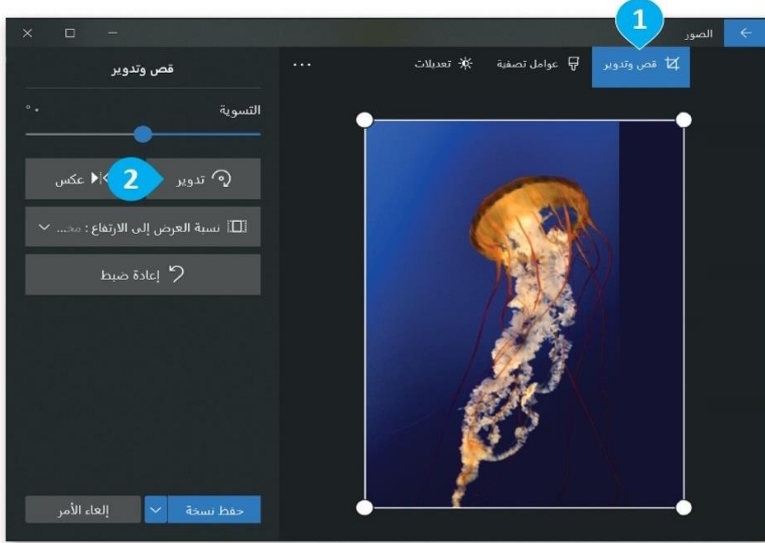 الصور
1
قص وتدوير
عوامل تصفية
تعديلات
...
قص وتدوير
التسوية
°٠
تدوير
2
عكس
نسبة العرض إلى الارتفاع :
إعادة ضبط
حفظ نسخة
إلغاء الأمر